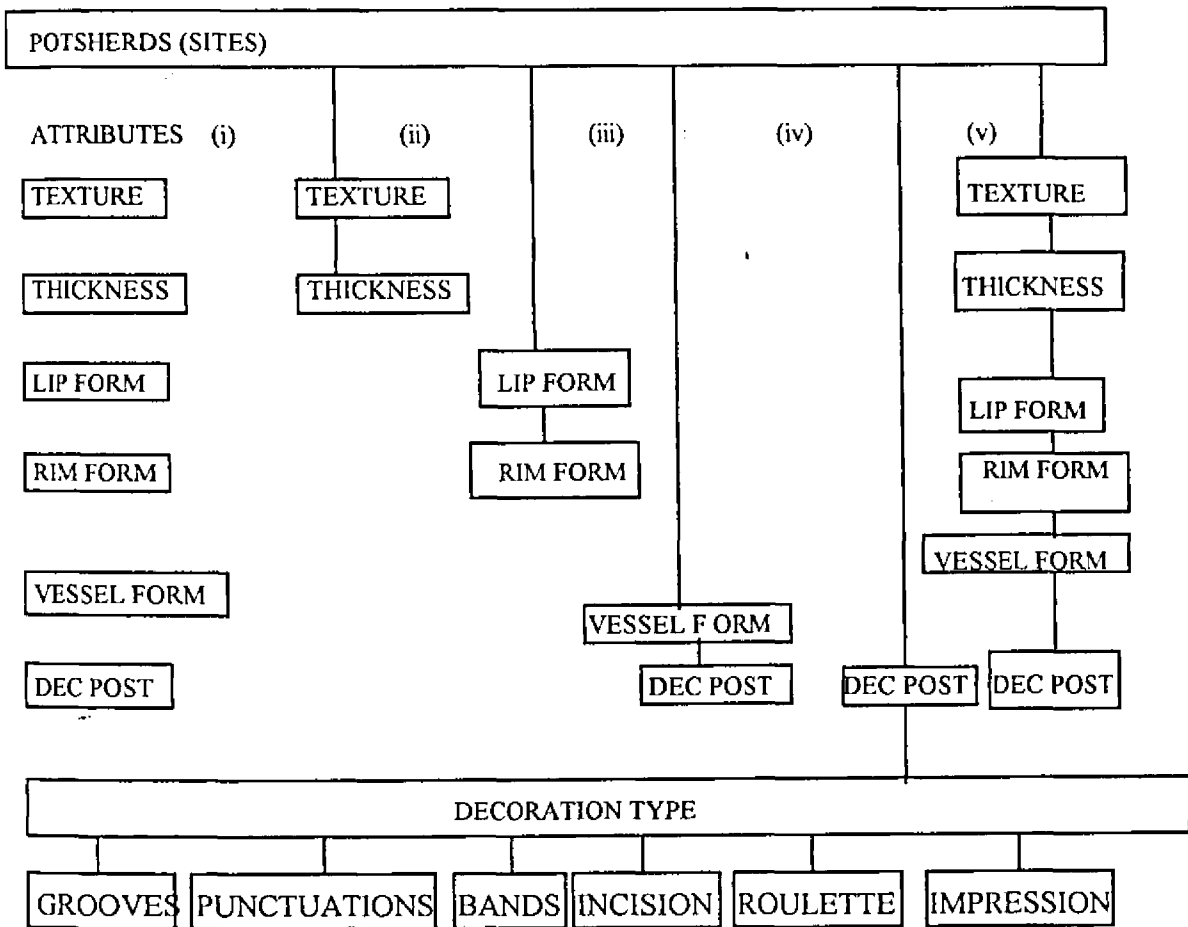 POTSHERDS (SITES)
ATTRIBUTES (i) (ii) (iii) (iv) (v)
TEXTURE TEXTURE TEXTURE
THICKNESS THICKNESS THICKNESS
LIP FORM LIP FORM LIP FORM
RIM FORM RIM FORM RIM FORM
VESSEL FORM
VESSEL FORM VESSEL F ORM
DEC POST DEC POST DEC POST DEC POST
DECORATION TYPE
GROOVES PUNCTUATIONS BANDS INCISION ROULETTE IMPRESSION